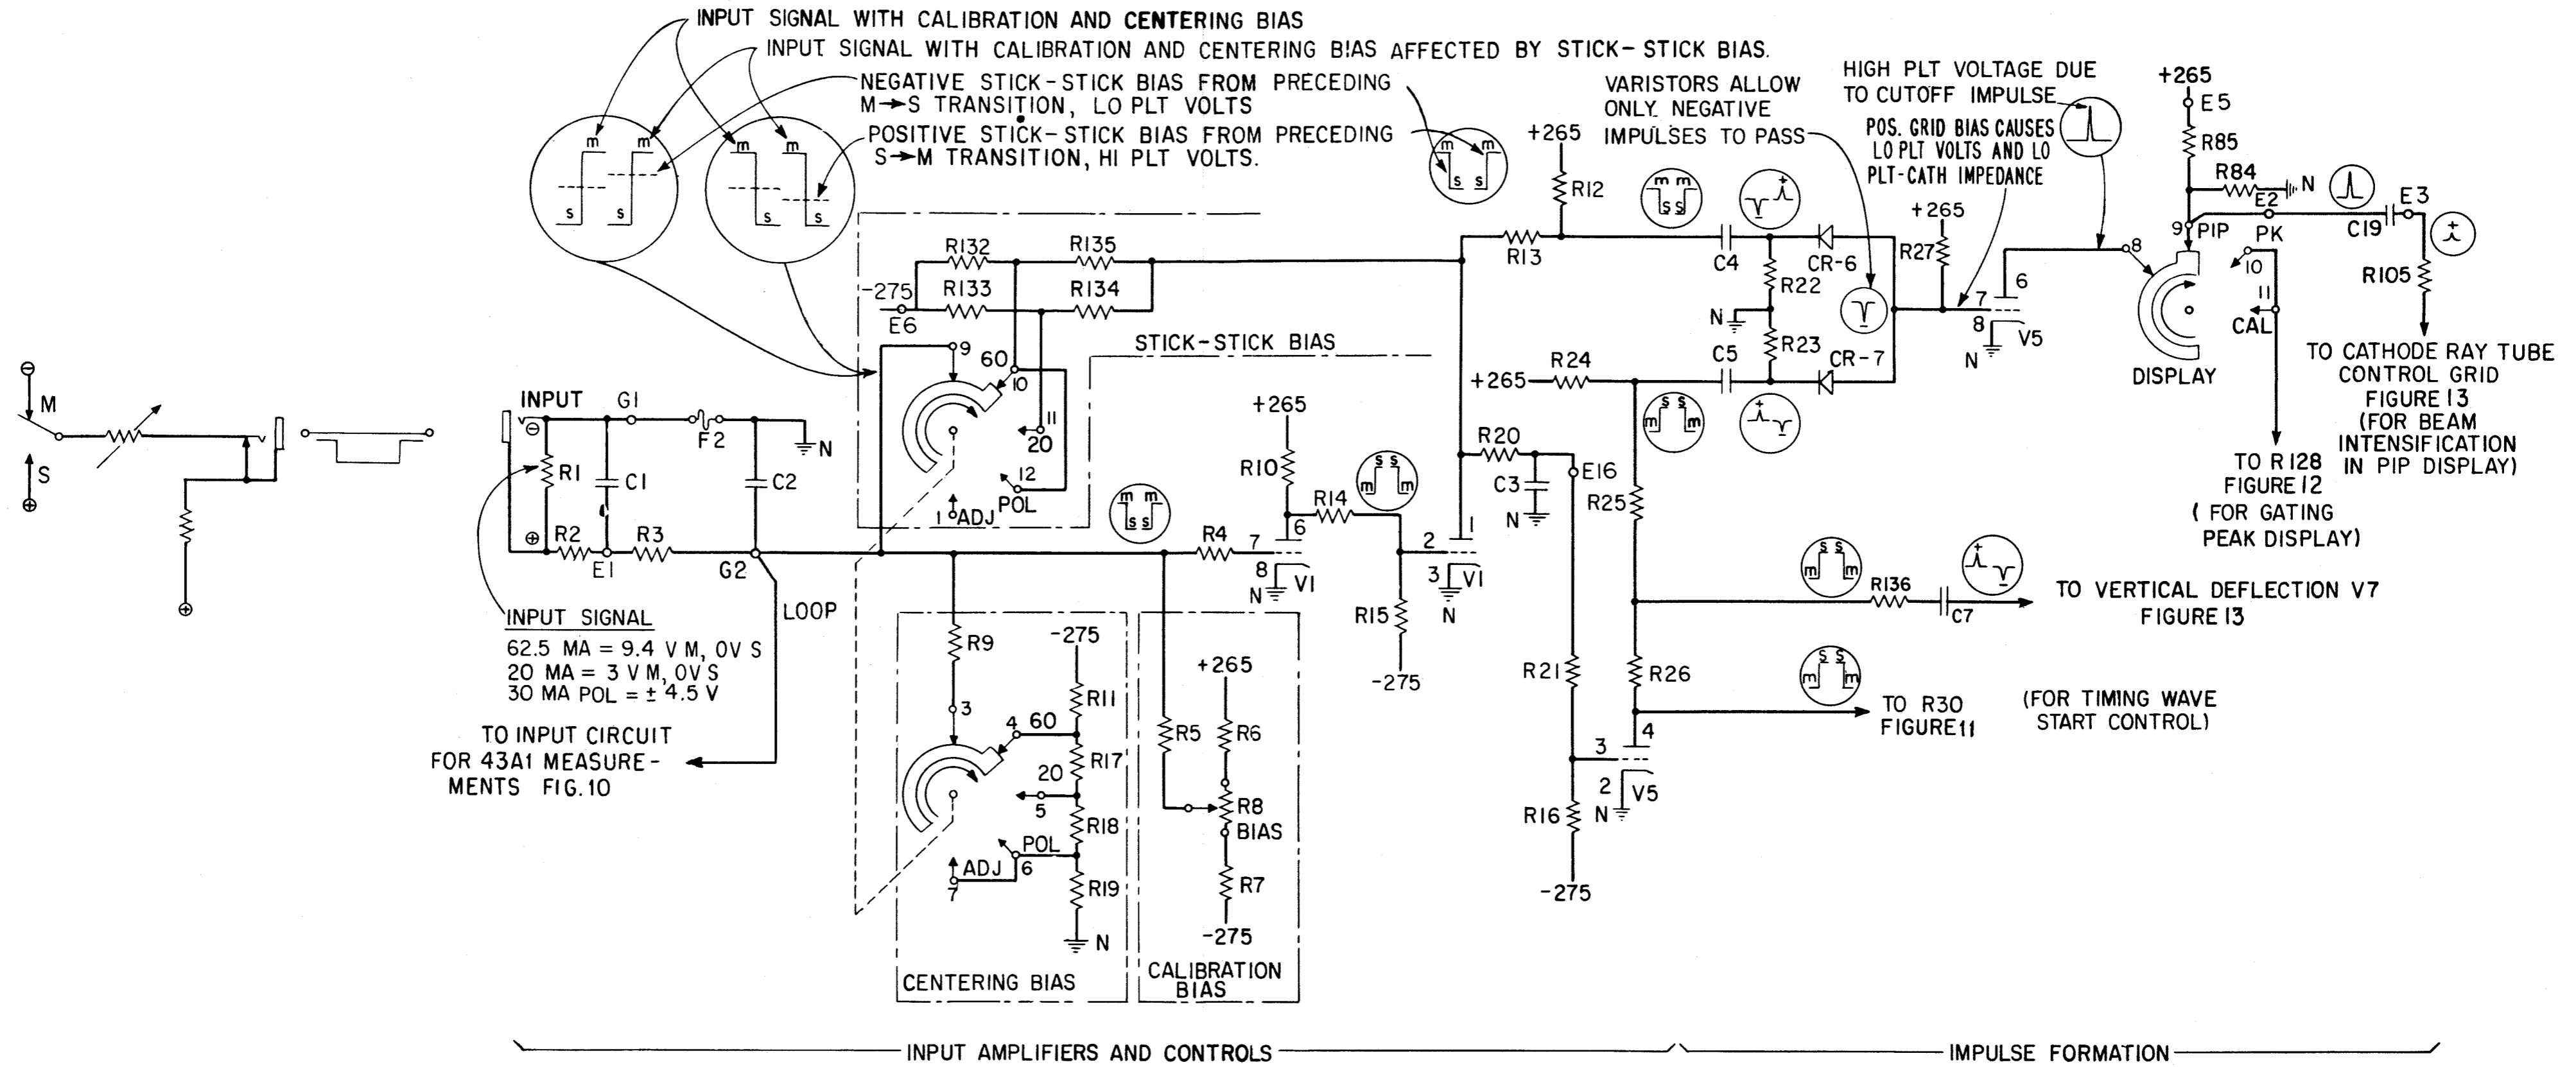 INPUT SIGNAL WITH CALIBRATION AND CENTERING BIAS
INPUT SIGNAL WITH CALIBRATION AND CENTERING BIAS AFFECTED BY STICK-STICK BIAS.
NEGATIVE STICK-STICK BIAS FROM PRECEDING
M→S TRANSITION, LO PLT VOLTS
POSITIVE STICK-STICK BIAS FROM PRECEDING
S→M TRANSITION, HI PLT VOLTS.
m
m
s
s
m
m
s
s
m
m
s
s
VARISTORS ALLOW
ONLY NEGATIVE
IMPULSES TO PASS
HIGH PLT VOLTAGE DUE
TO CUTOFF IMPULSE
POS. GRID BIAS CAUSES
LO PLT VOLTS AND LO
PLT-CATH IMPEDANCE
+265
E5
R85
R84
N
E2
E3
9
PIP
PK
C19
+
R105
8
10
11
CAL
DISPLAY
TO CATHODE RAY TUBE
CONTROL GRID
FIGURE 13
(FOR BEAM
INTENSIFICATION
IN PIP DISPLAY)
TO R128
FIGURE 12
( FOR GATING
PEAK DISPLAY)
+265
R12
R13
m m
s s
C4
+
–
R22
CR-6
R27
+265
–
N
R23
C5
CR-7
7
6
8
V5
N
R24
+265
s s
m
m
+
–
R132
R135
R133
R134
-275
E6
9
60
10
11
20
12
POL
1
ADJ
STICK-STICK BIAS
⊖
M
S
⊕
⊕
INPUT
⊖
G1
F2
N
R1
C1
C2
⊕
R2
E1
R3
G2
LOOP
INPUT SIGNAL
62.5 MA = 9.4 V M, 0V S
20 MA = 3 V M, 0V S
30 MA POL = ± 4.5 V
TO INPUT CIRCUIT
FOR 43A1 MEASURE-
MENTS FIG. 10
m m
s s
R4
7
8
N
V1
6
+265
R10
R14
s s
m
m
2
1
3
V1
N
R15
-275
R20
E16
C3
N
R25
R21
R26
R16
-275
3
4
2
V5
N
s s
m
m
R136
C7
+
–
TO VERTICAL DEFLECTION V7
FIGURE 13
s s
m
m
TO R30
FIGURE 11
(FOR TIMING WAVE
START CONTROL)
R9
-275
R11
3
4
60
R17
20
5
R18
POL
6
ADJ
7
R19
N
CENTERING BIAS
+265
R5
R6
R8
BIAS
R7
-275
CALIBRATION
BIAS
INPUT AMPLIFIERS AND CONTROLS
IMPULSE FORMATION